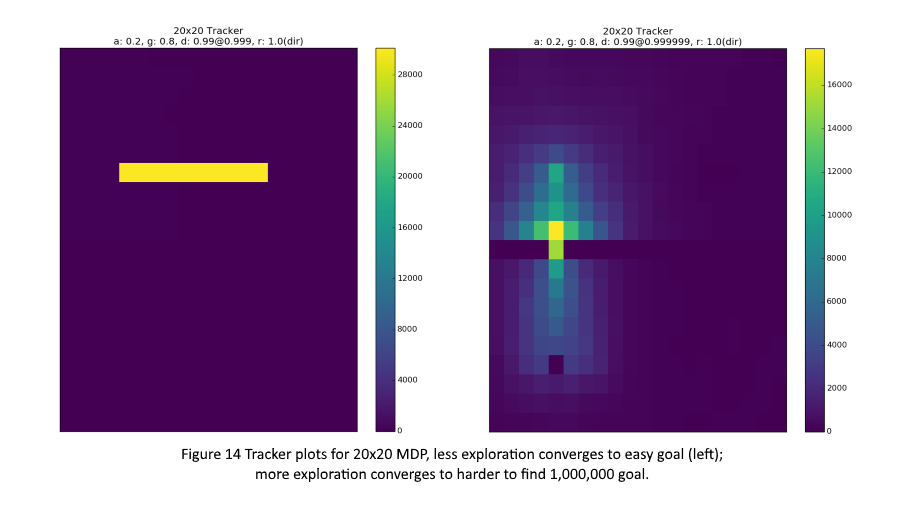 20x20 Tracker
a: 0.2, g: 0.8, d: 0.99@0.999, r: 1.0(dir)
28000
24000
20000
16000
12000
8000
4000
0
20x20 Tracker
a: 0.2, g: 0.8, d: 0.99@0.999999, r: 1.0(dir)
16000
14000
12000
10000
8000
6000
4000
2000
0
Figure 14 Tracker plots for 20x20 MDP, less exploration converges to easy goal (left);
more exploration converges to harder to find 1,000,000 goal.